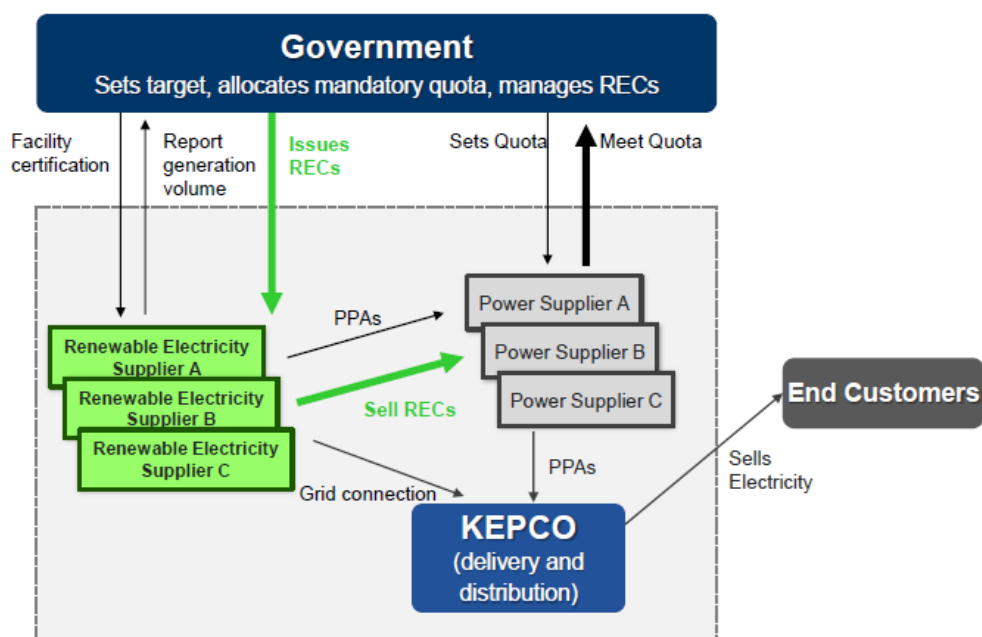 Government
Sets target, allocates mandatory quota, manages RECs
Facility
certification
Report
generation
volume
Issues
RECs
Sets Quota
Meet Quota
PPAs
Power Supplier A
Power Supplier B
Power Supplier C
Renewable Electricity
Supplier A
Renewable Electricity
Supplier B
Renewable Electricity
Supplier C
Sell RECs
End Customers
PPAs
Sells
Electricity
Grid connection
KEPCO
(delivery and
distribution)